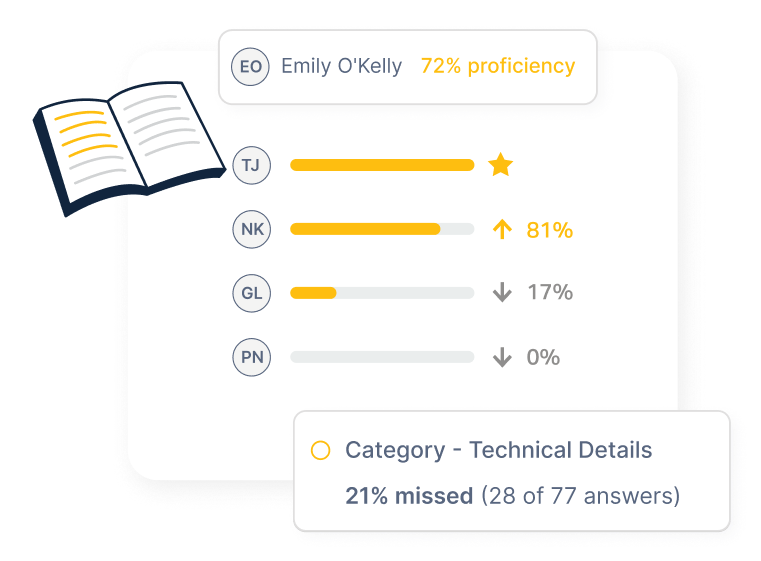 EO Emily O'Kelly 72% proficiency
TJ
NK 81%
GL 17%
PN 0%
Category - Technical Details
21% missed (28 of 77 answers)